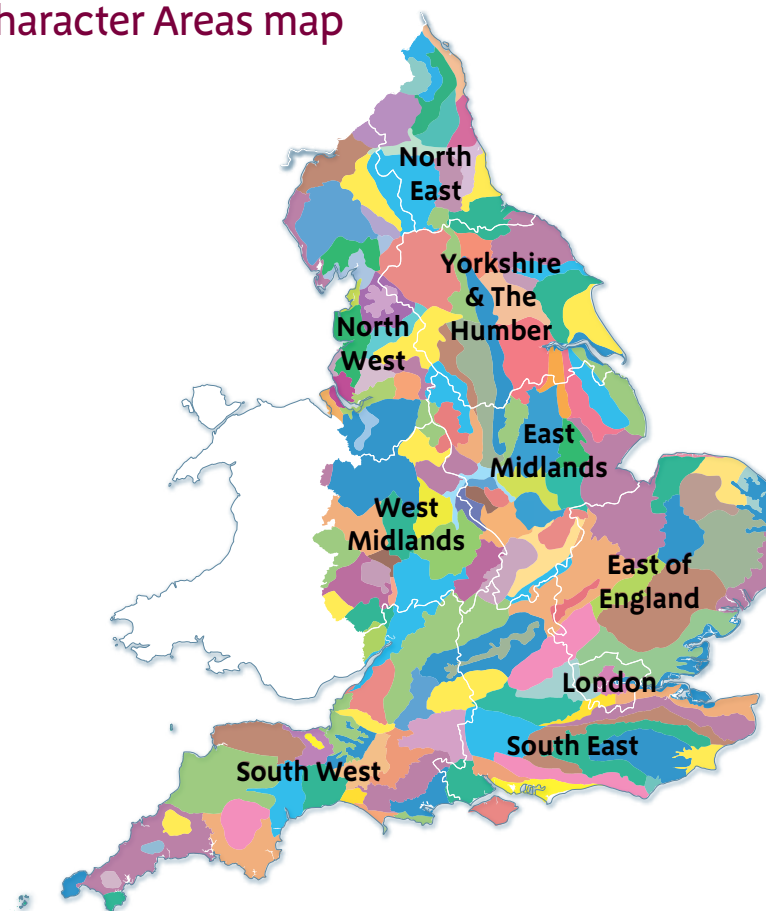 haracter Areas map
North
East
Yorkshire
& The
Humber
North
West
East
Midlands
West
Midlands
East of
England
London
South East
South West